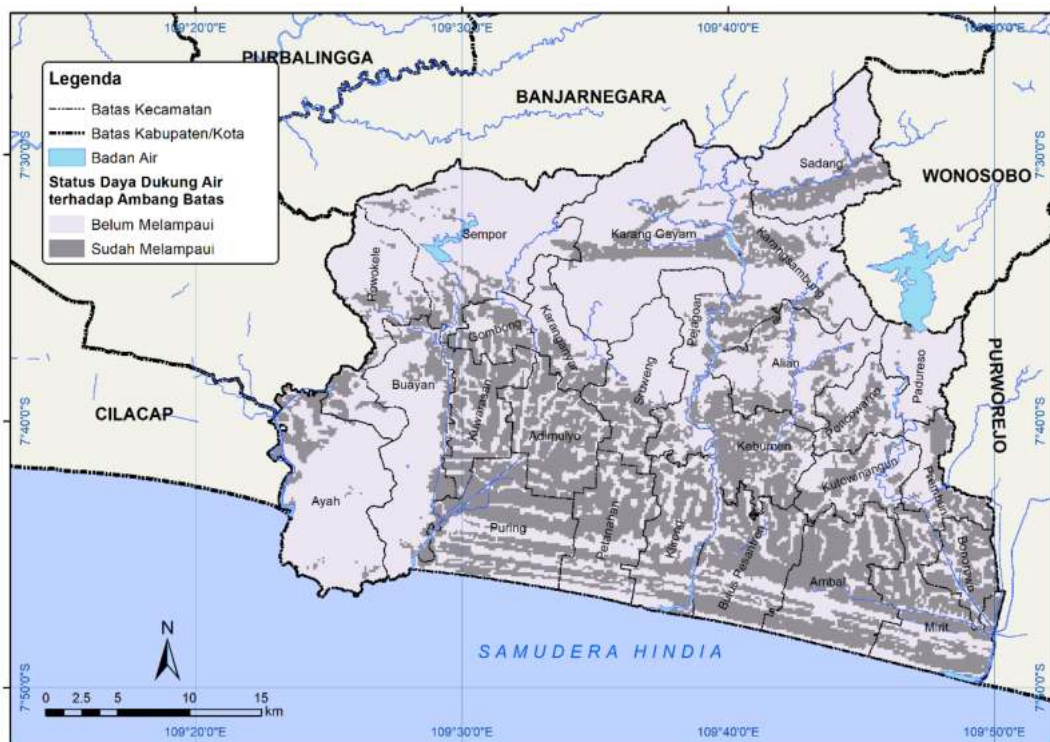 109°20'0"E
109°30'0"E
109°40'0"E
PURBALINGGA
BANJARNEGARA
WONOSOBO
CILACAP
PURWOREJO
Legenda
Batas Kecamatan
Batas Kabupaten/Kota
Badan Air
Status Daya Dukung Air
terhadap Ambang Batas
Belum Melampaui
Sudah Melampaui
7°30'0"S
7°30'0"S
Sadang
Sempor
Karang Gayam
Karangsambung
Rowokele
Gombong
Karanganyar
Pejagoan
Sruweng
Alian
Padureso
Buayan
Kuwarasan
Adimulyo
Poncowarno
Kebumen
Kutowinangun
7°40'0"S
7°40'0"S
Ayah
Puring
Petanahan
Klirong
Bulus Pesantren
Ambal
Prembun
Bonorowo
Mirit
SAMUDERA HINDIA
N
0 2.5 5 10 15
km
7°50'0"S
7°50'0"S
109°20'0"E
109°30'0"E
109°40'0"E
109°50'0"E